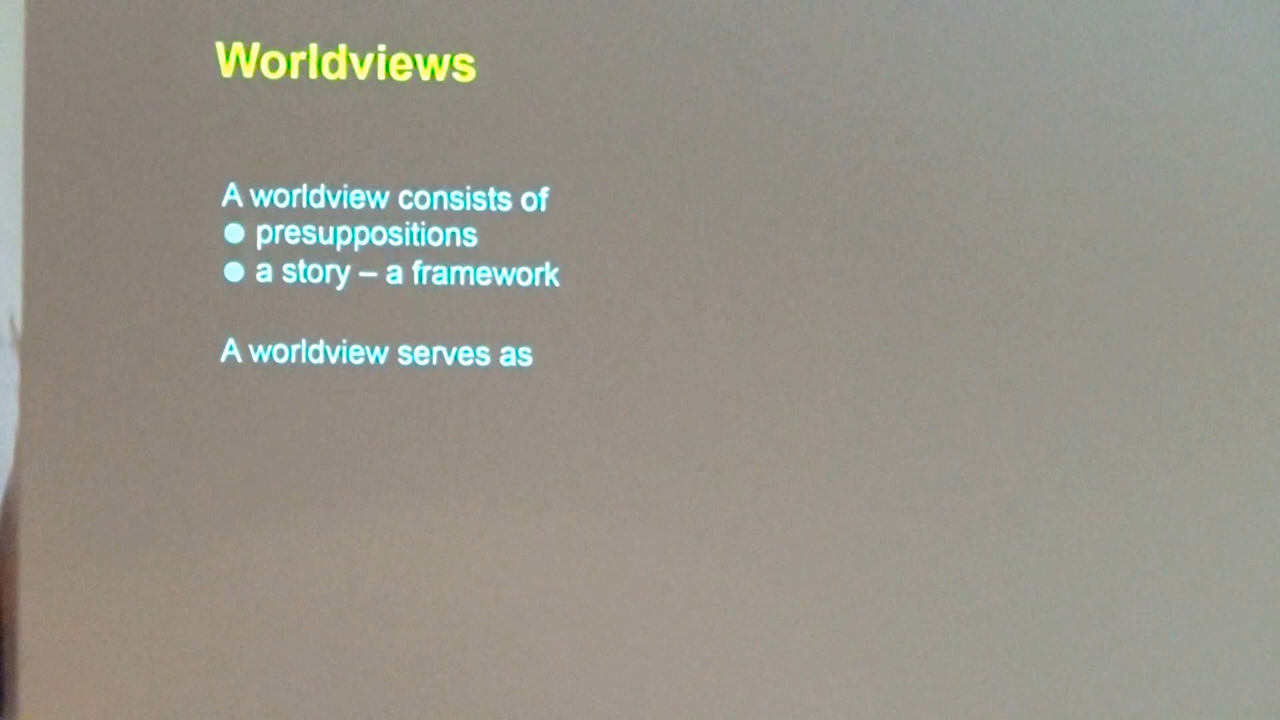 Worldviews
A worldview consists of
● presuppositions
● a story – a framework
A worldview serves as